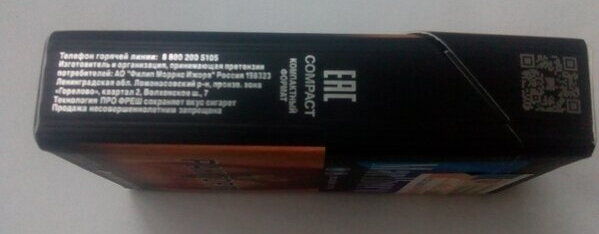 Телефон горячей линии: 8 800 200 5105
Изготовитель и организация, принимающая претензии
потребителей: АО "Филип Моррис Ижора" Россия 188323
Ленинградская обл. Ломоносовский р-н, произв. зона
«Горелово», квартал 2, Волхонское ш., 7
Технология ПРО ФРЕШ сохраняет вкус сигарет
Продажа несовершеннолетним запрещена
EAC
COMPACT
КОМПАКТНЫЙ
ФОРМАТ